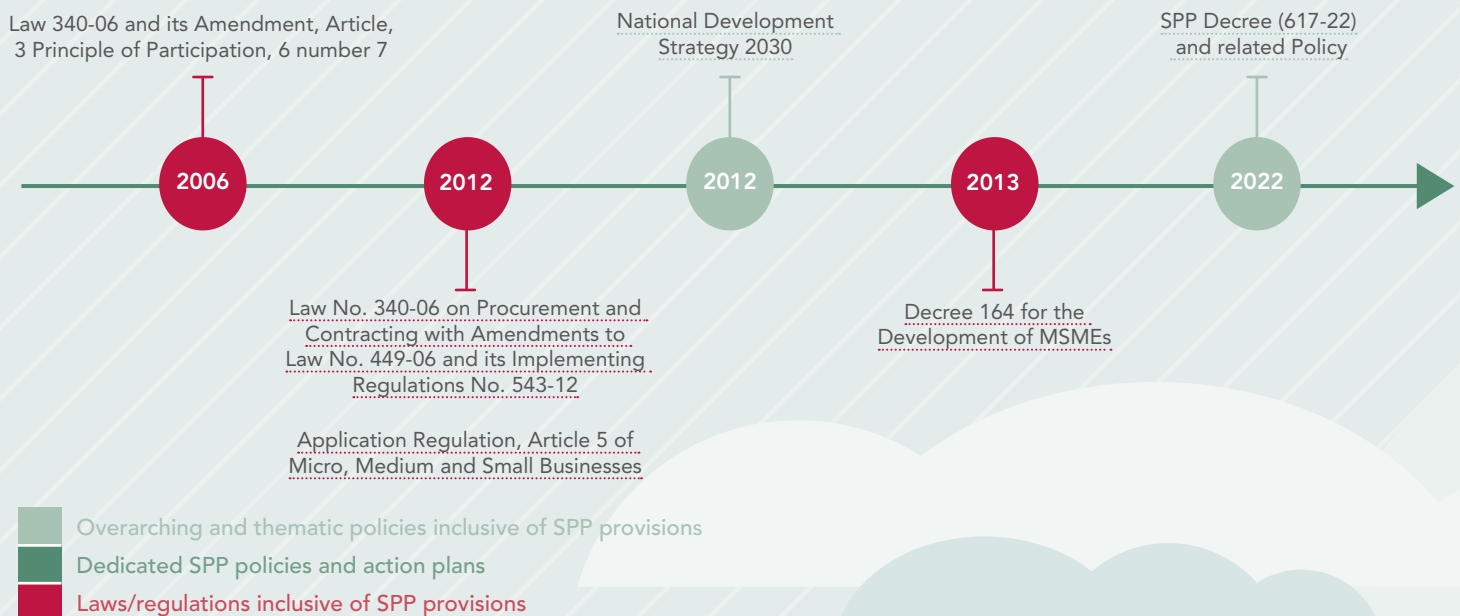 Law 340-06 and its Amendment, Article,
3 Principle of Participation, 6 number 7
National Development
Strategy 2030
SPP Decree (617-22)
and related Policy
2006
2012
2012
2013
2022
Law No. 340-06 on Procurement and
Contracting with Amendments to
Law No. 449-06 and its Implementing
Regulations No. 543-12
Application Regulation, Article 5 of
Micro, Medium and Small Businesses
Decree 164 for the
Development of MSMEs
Overarching and thematic policies inclusive of SPP provisions
Dedicated SPP policies and action plans
Laws/regulations inclusive of SPP provisions